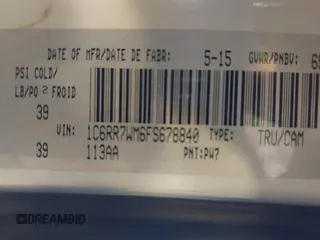 DATE OF MFR/DATE DE FABR: 5-15 GVWR/PNBV:
PSI COLD/
LB/PO 2 FROID
39
VIN: 1C6RR7WM6FS678840 TYPE: TRU/CAM
39 113AA PNT:PW7
DREAMBID